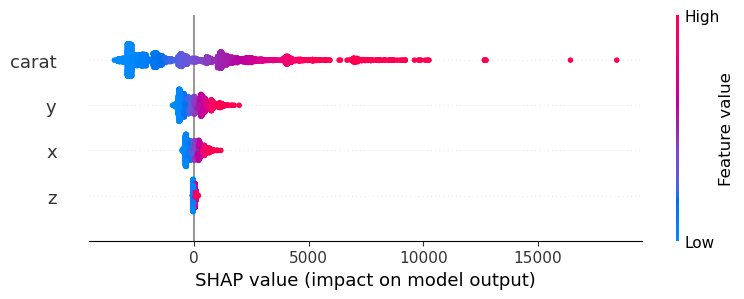 High
carat
y
x
z
Feature value
Low
0 5000 10000 15000
SHAP value (impact on model output)